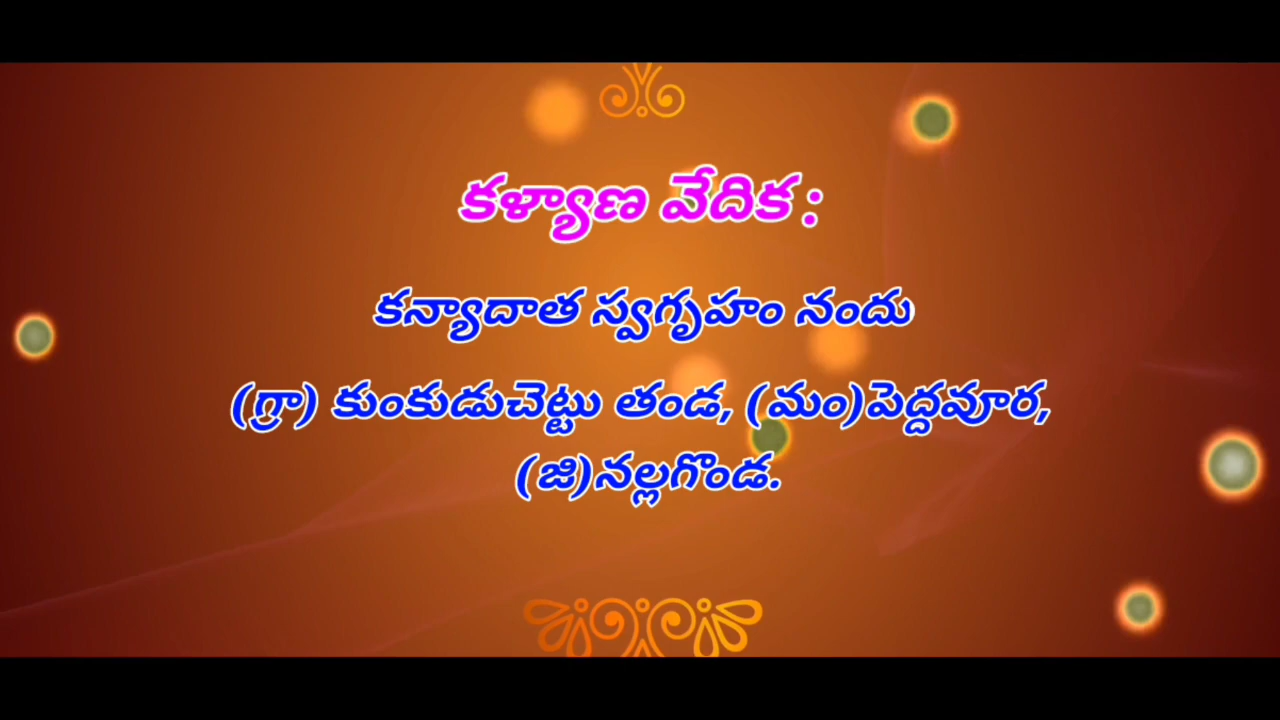 కళ్యాణ వేదిక :
కన్యాదాత స్వగృహం నందు
(గ్రా) కుంకుడుచెట్టు తండ, (మం)పెద్దవూర,
(జి)నల్లగొండ.